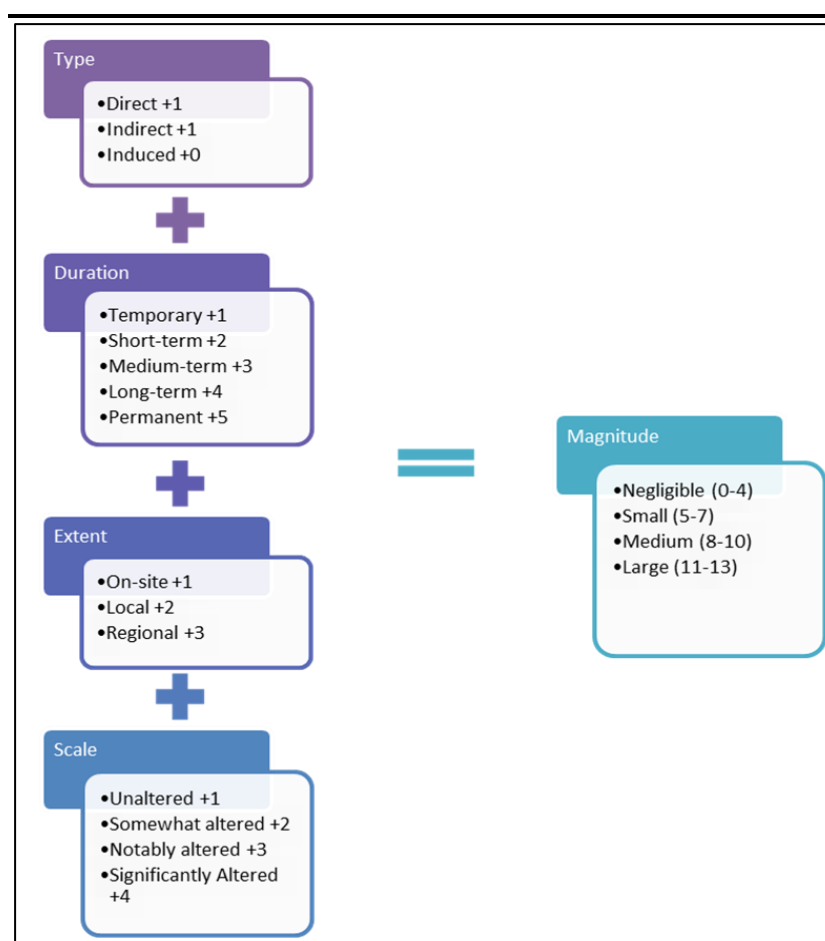 Type
•Direct +1
•Indirect +1
•Induced +0
Duration
•Temporary +1
•Short-term +2
•Medium-term +3
•Long-term +4
•Permanent +5
Extent
•On-site +1
•Local +2
•Regional +3
Scale
•Unaltered +1
•Somewhat altered +2
•Notably altered +3
•Significantly Altered
+4
Magnitude
•Negligible (0-4)
•Small (5-7)
•Medium (8-10)
•Large (11-13)